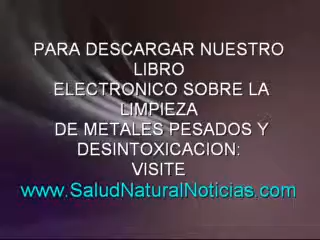 PARA DESCARGAR NUESTRO
LIBRO
ELECTRONICO SOBRE LA
LIMPIEZA
DE METALES PESADOS Y
DESINTOXICACION:
VISITE
www.SaludNaturalNoticias.com